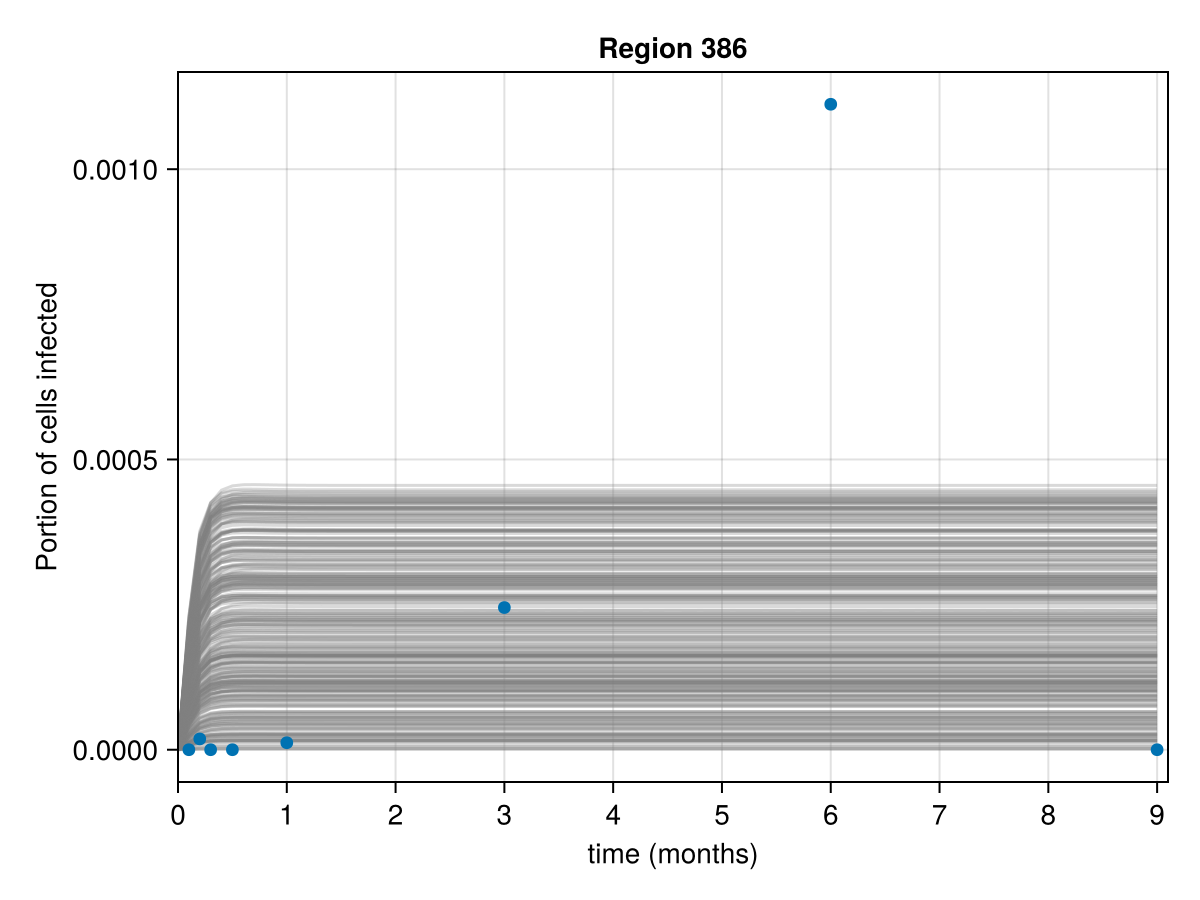 Region 386
Portion of cells infected
0.0010
0.0005
0.0000
0 1 2 3 4 5 6 7 8 9
time (months)